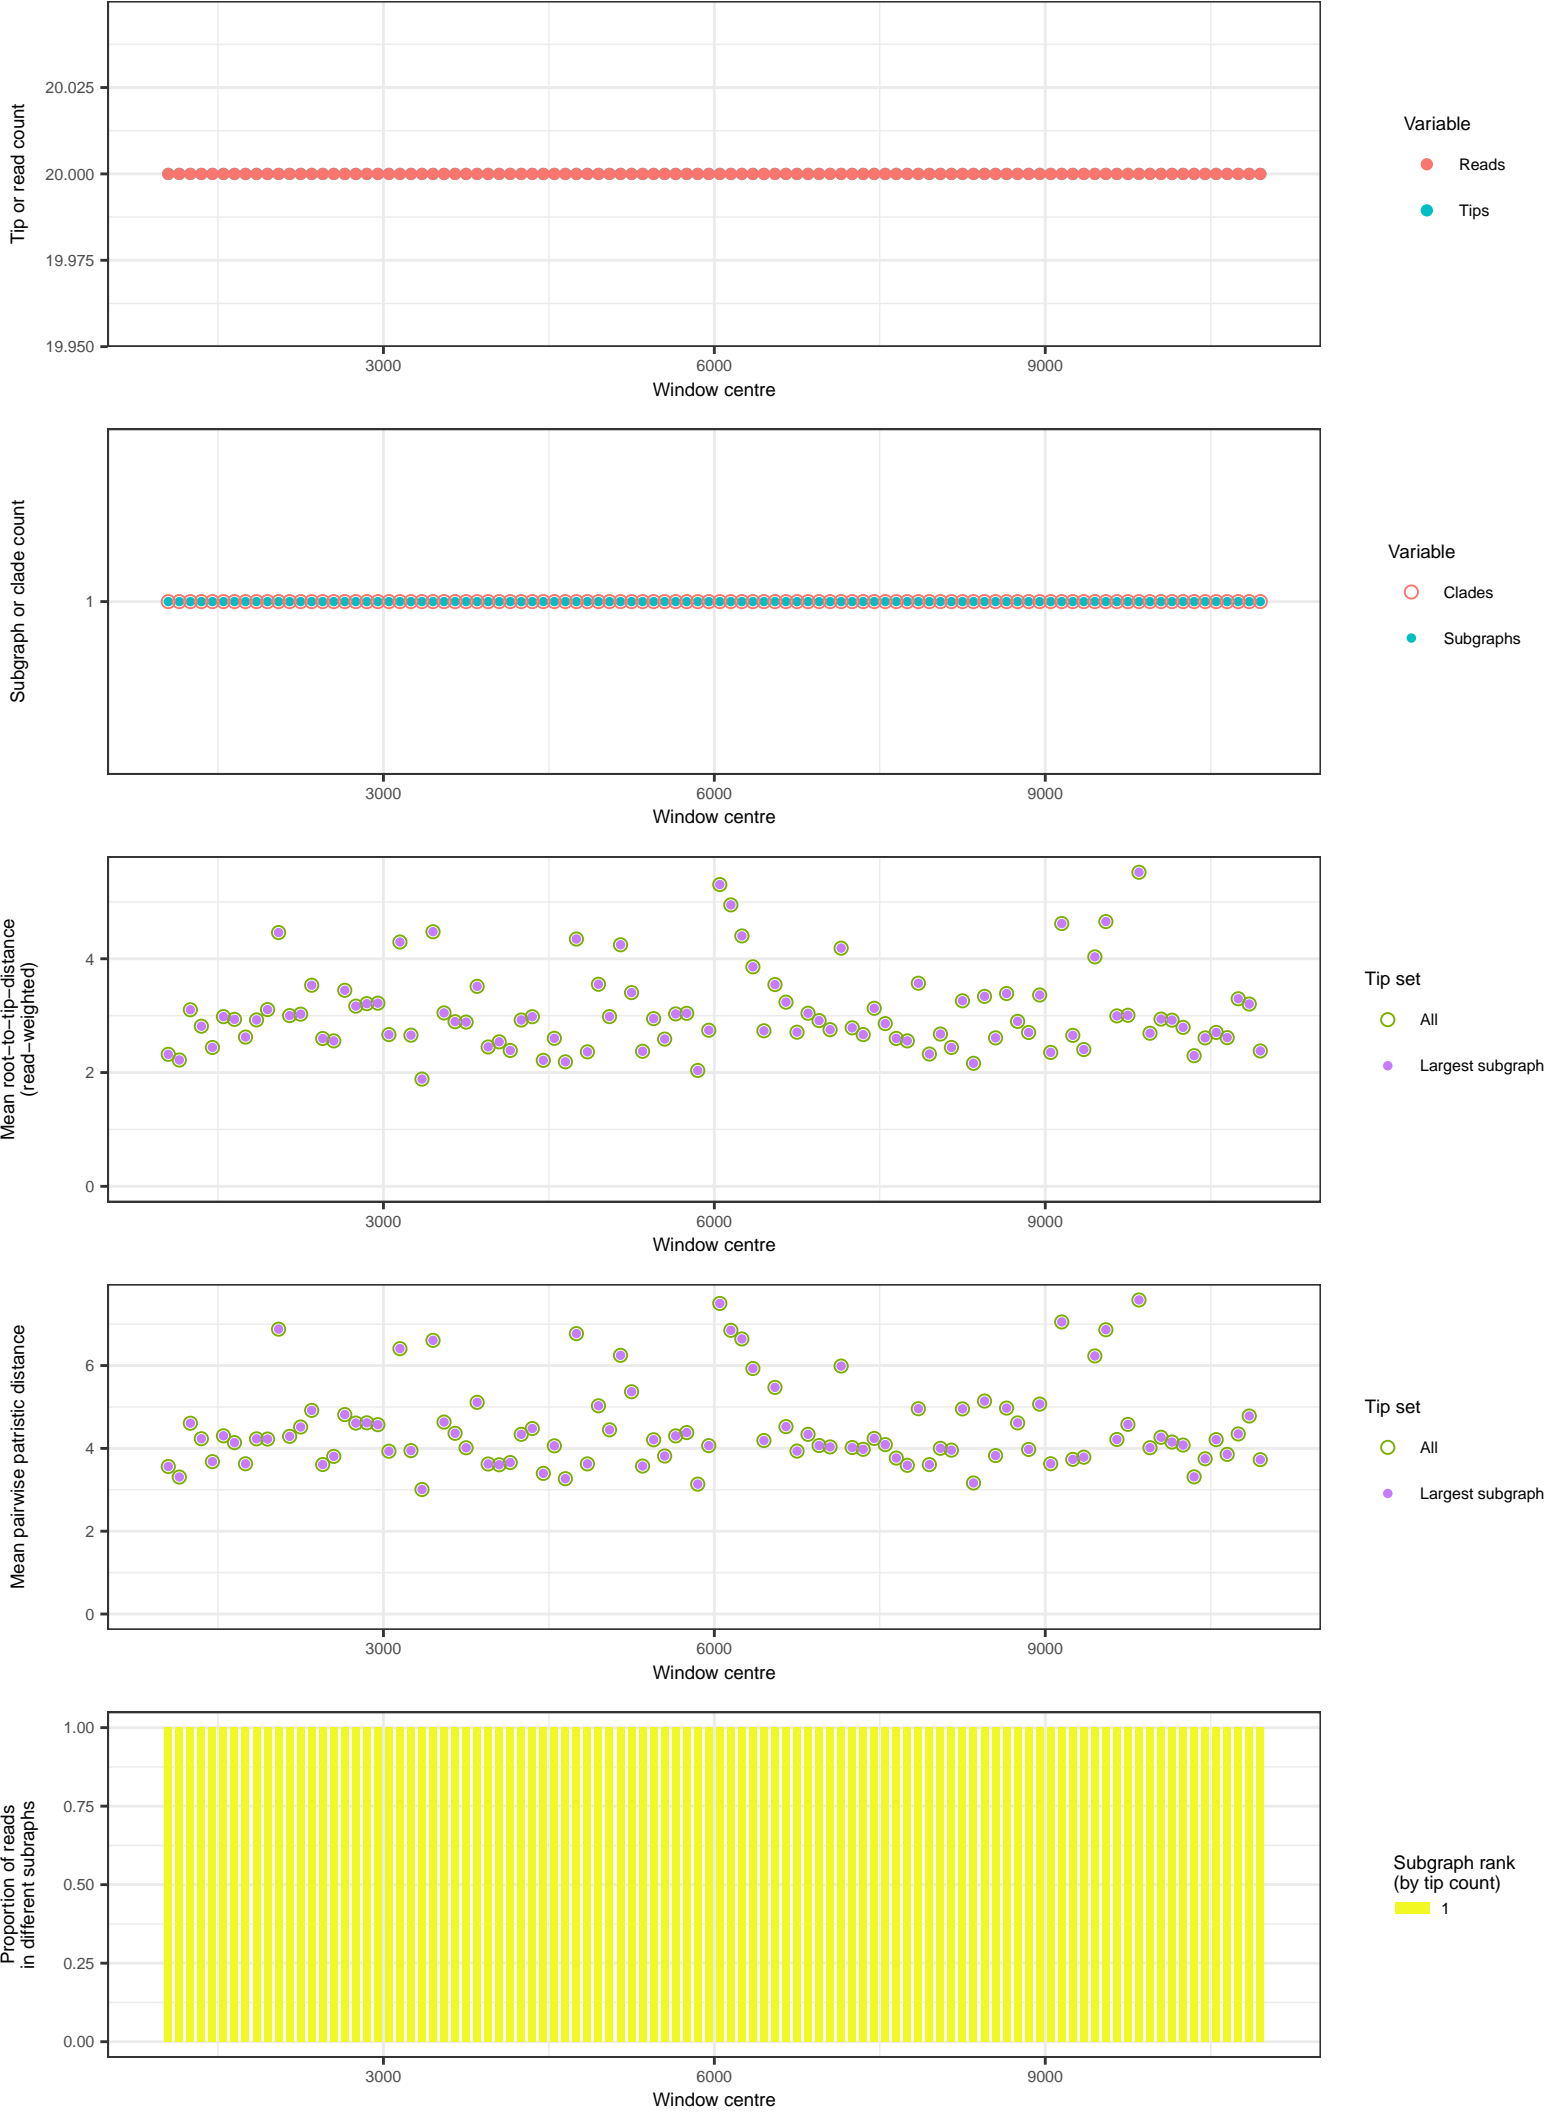 Tip or read count
20.025
20.000
19.975
19.950
3000
6000
9000
Window centre
Variable
Reads
Tips
Subgraph or clade count
1
3000
6000
9000
Window centre
Variable
Clades
Subgraphs
Mean root−to−tip−distance
(read−weighted)
4
2
0
3000
6000
9000
Window centre
Tip set
All
Largest subgraph
Mean pairwise patristic distance
6
4
2
0
3000
6000
9000
Window centre
Tip set
All
Largest subgraph
Proportion of reads
in different subraphs
1.00
0.75
0.50
0.25
0.00
3000
6000
9000
Window centre
Subgraph rank
(by tip count)
1